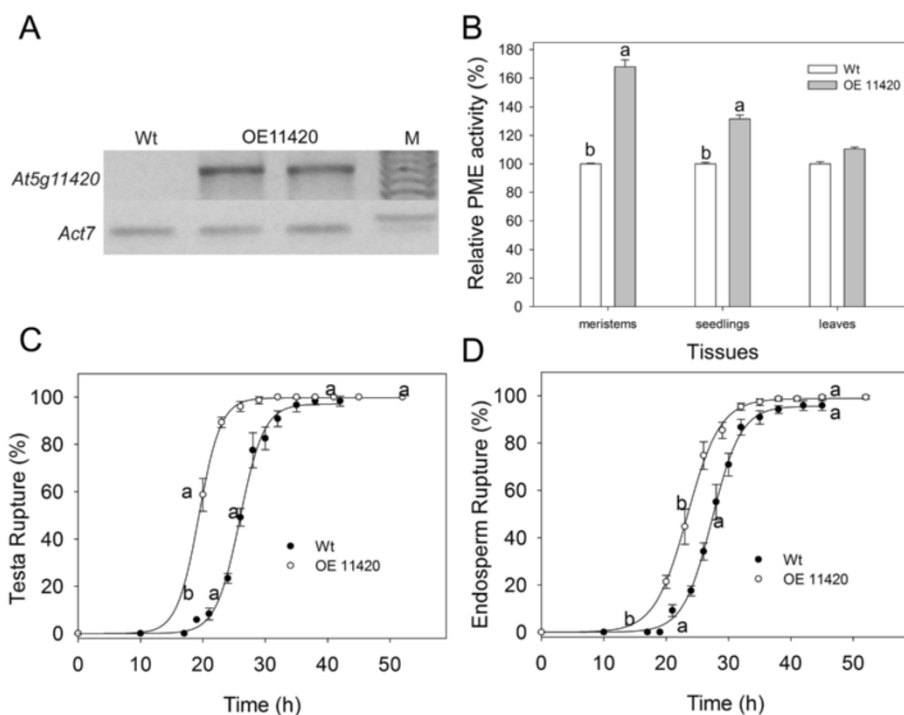 A
Wt OE11420 M
At5g11420
Act7
B
Relative PME activity (%)
180
160
140
120
100
80
60
40
20
0
a
b
a
b
Wt
OE 11420
meristems seedlings leaves
Tissues
C
Testa Rupture (%)
100
80
60
40
20
0
a a
a
a
b a
Wt
OE 11420
0 10 20 30 40 50
Time (h)
D
Endosperm Rupture (%)
100
80
60
40
20
0
a
a
b
a
b
a
Wt
OE 11420
0 10 20 30 40 50
Time (h)